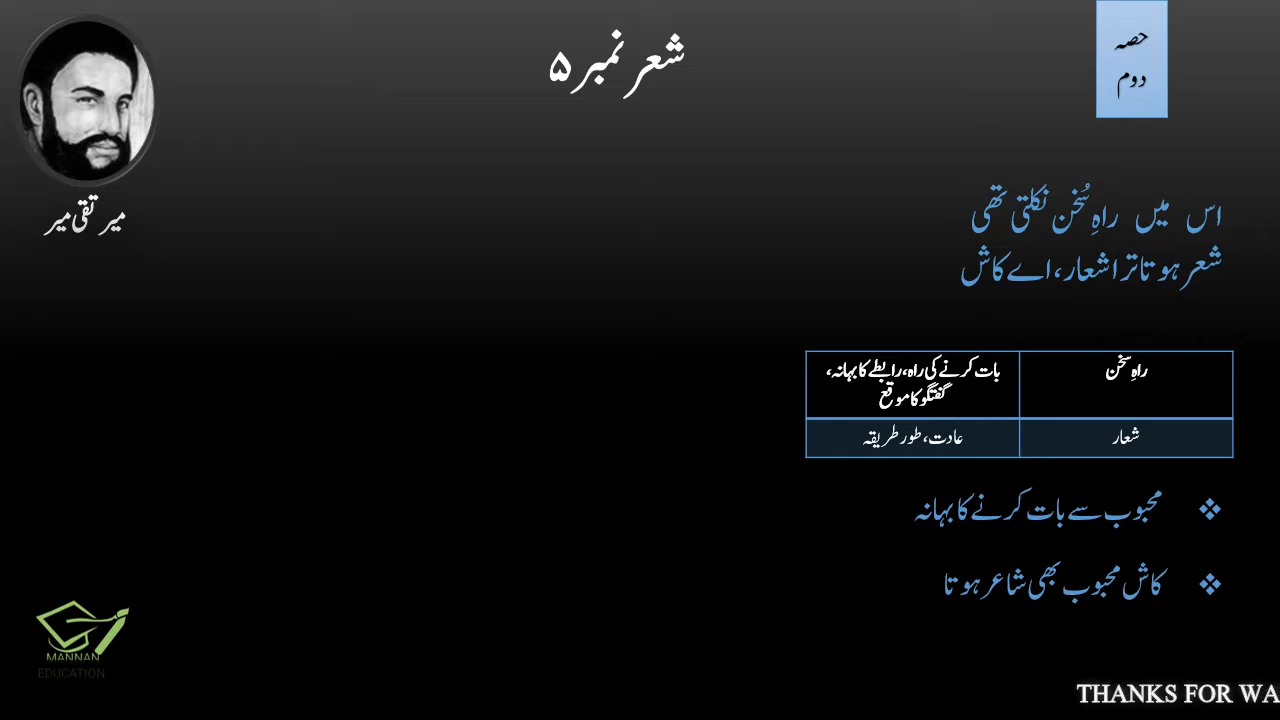 حصہ
دوم
شعر نمبر ۵
میر تقی میر
اس میں راہِ سُخن نکلتی تھی
شعر ہوتا ترا شعار، اے کاش
راہِ سخن
بات کرنے کی راہ، رابطے کا بہانہ،
گفتگو کا موقع
شعار
عادت، طور طریقہ
محبوب سے بات کرنے کا بہانہ
کاش محبوب بھی شاعر ہوتا
MANNAN
EDUCATION
THANKS FOR WA